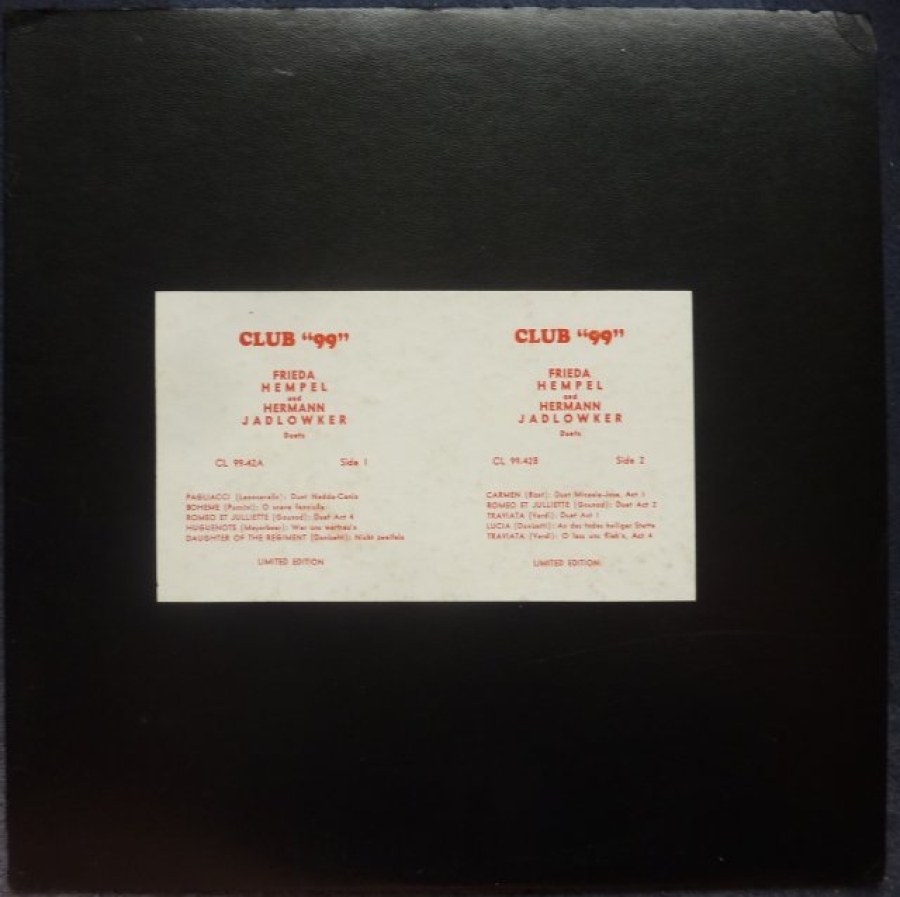 CLUB “99”
FRIEDA
HEMPEL
and
HERMANN
JADLOWKER
Duets
CL 99-42A Side 1
PAGLIACCI (Leoncavallo): Duet Nedda-Canio
BOHEME (Puccini): O soave fanciulla
ROMEO ET JULLIETTE (Gounod): Duet Act 4
HUGUENOTS (Meyerbeer): Wer uns
DAUGHTER OF THE REGIMENT (Donizetti): Nicht zweifeln
LIMITED EDITION
CLUB “99”
FRIEDA
HEMPEL
and
HERMANN
JADLOWKER
Duets
CL 99-42B Side 2
CARMEN (Bizet): Duet Micaela-Jose, Act 1
ROMEO ET JULLIETTE (Gounod): Duet Act 2
TRAVIATA (Verdi): Duet Act 1
LUCIA (Donizetti): An des todes heiliger Statte
TRAVIATA (Verdi): O lass uns flieh'n, Act 4
LIMITED EDITION